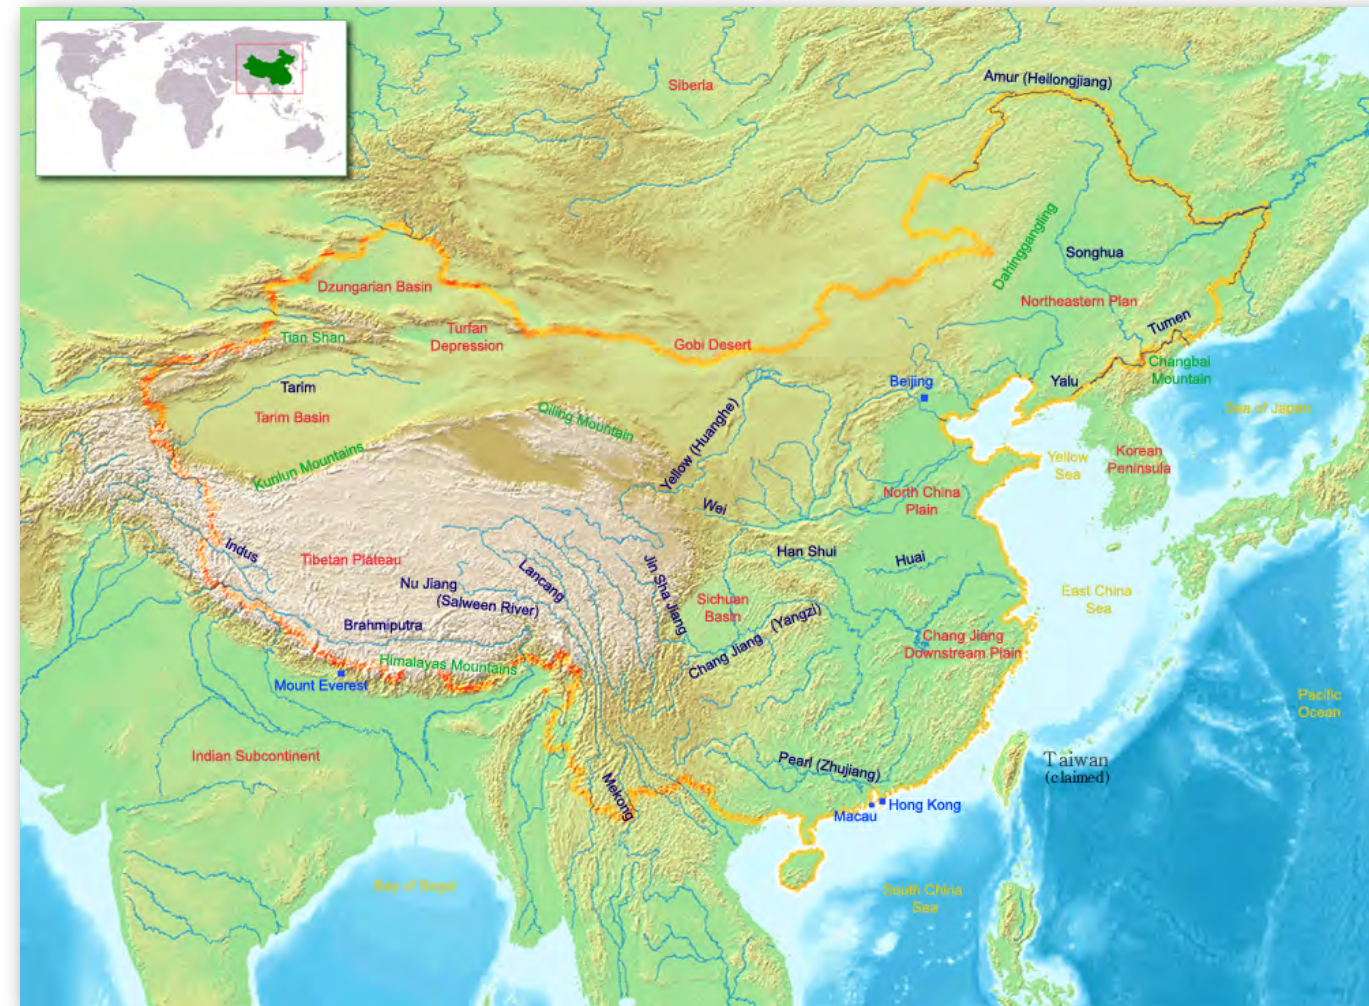 Siberia
Amur (Heilongjiang)
Dahinggangling
Songhua
Dzungarian Basin
Northeastern Plan
Tumen
Turfan
Depression
Tian Shan
Gobi Desert
Changbai
Mountain
Tarim
Beijing
Yalu
Tarim Basin
Qiling Mountain
Sea of Japan
Yellow (Huanghe)
Kunlun Mountains
Yellow
Sea
Korean
Peninsula
North China
Plain
Wei
Indus
Tibetan Plateau
Han Shui
Huai
Nu Jiang
(Salween River)
Lancang
Jin Sha Jiang
Sichuan
Basin
East China
Sea
Brahmiputra
Chang Jiang (Yangzi)
Chang Jiang
Downstream Plain
Himalayas Mountains
Mount Everest
Pacific
Ocean
Indian Subcontinent
Pearl (Zhujiang)
Taiwan
(claimed)
Mekong
Macau
Hong Kong
Bay of Begal
South China
Sea